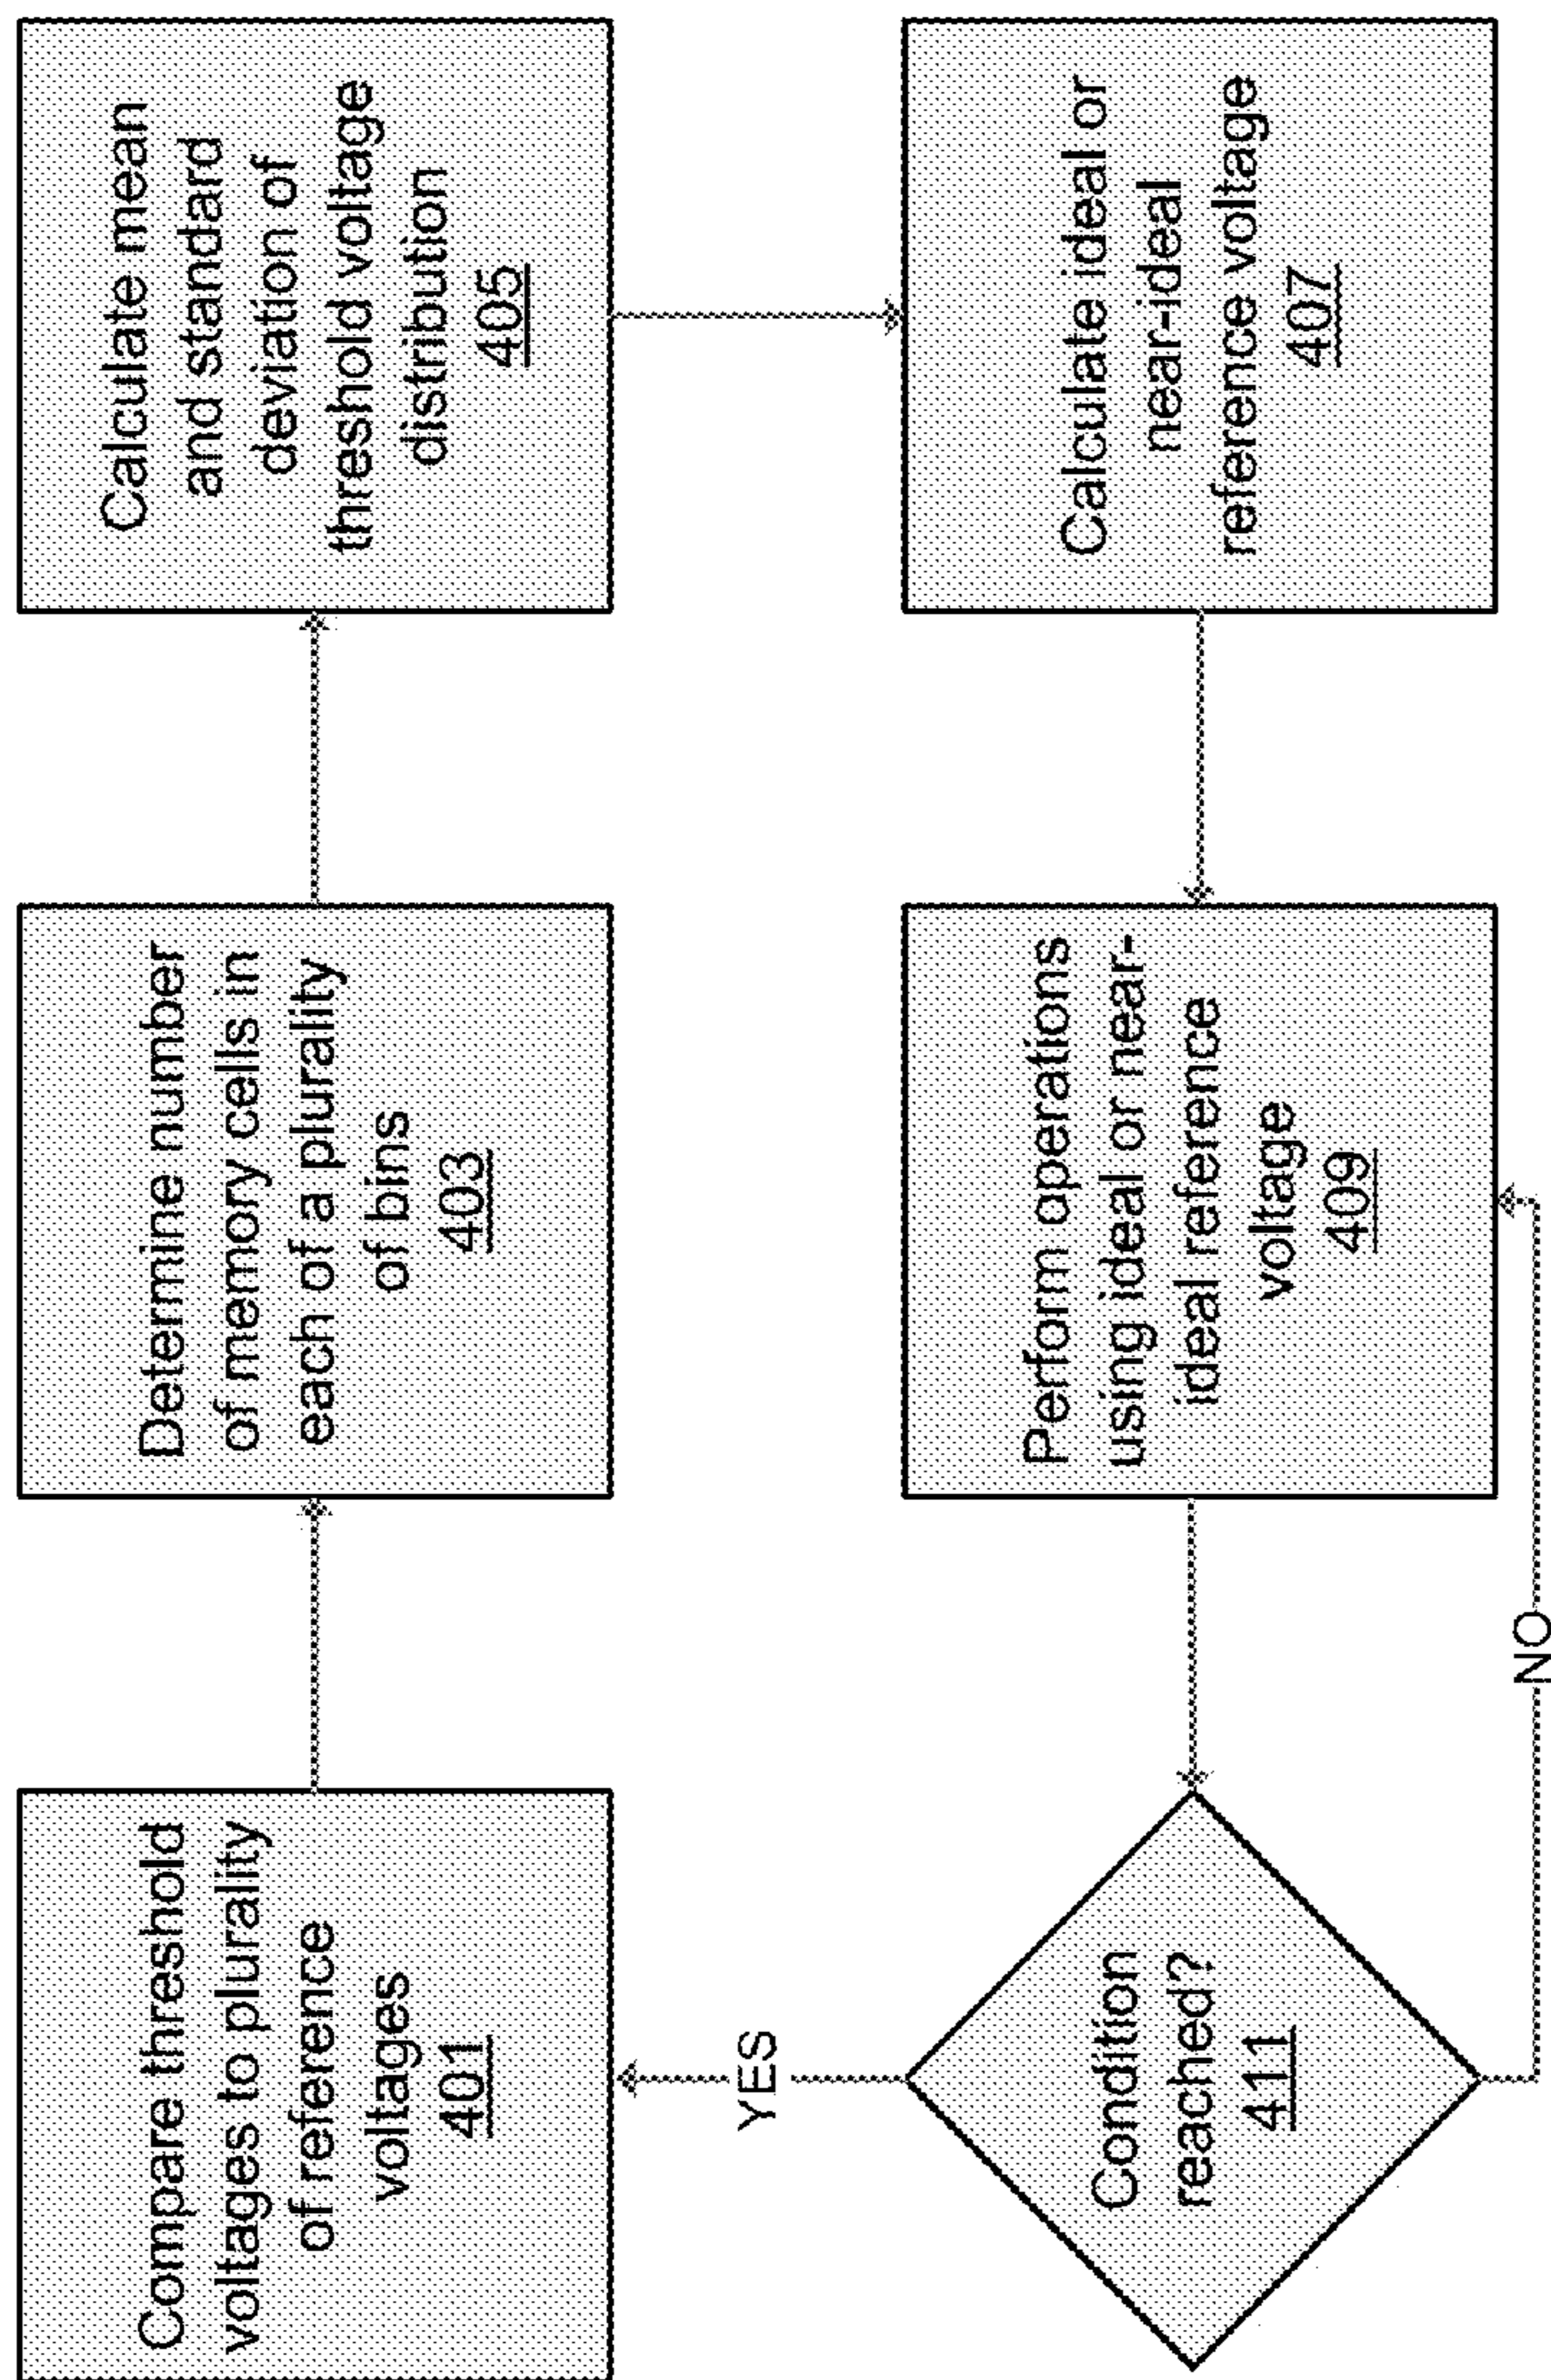 Compare threshold
voltages to plurality
of reference
voltages
401
Determine number
of memory cells in
each of a plurality
of bins
403
Calculate mean
and standard
deviation of
threshold voltage
distribution
405
Calculate ideal or
near-ideal
reference voltage
407
Perform operations
using ideal or near-
ideal reference
voltage
409
Condition
reached?
411
YES
NO